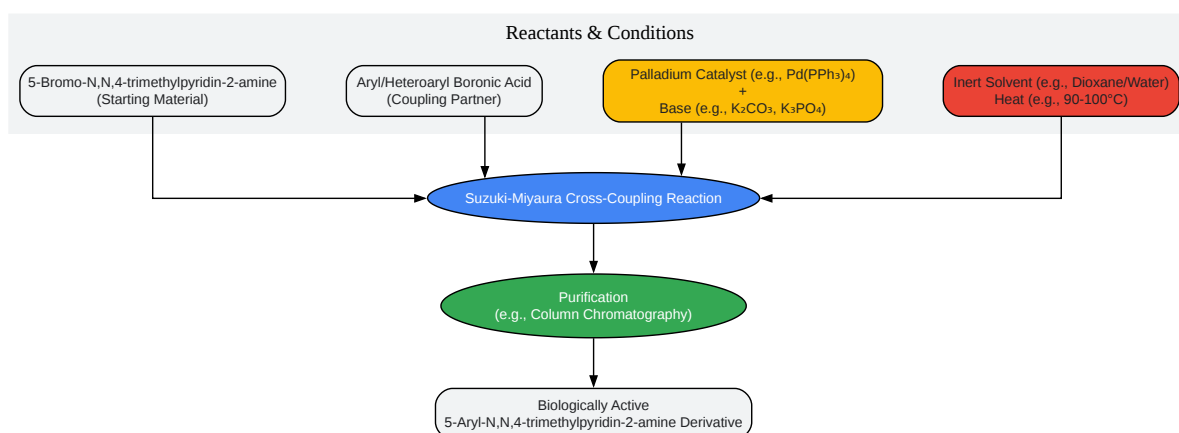 Reactants & Conditions
5-Bromo-N,N,4-trimethylpyridin-2-amine
(Starting Material)
Aryl/Heteroaryl Boronic Acid
(Coupling Partner)
Palladium Catalyst (e.g., Pd(PPh₃)₄)
+
Base (e.g., K₂CO₃, K₃PO₄)
Inert Solvent (e.g., Dioxane/Water)
Heat (e.g., 90-100°C)
Suzuki-Miyaura Cross-Coupling Reaction
Purification
(e.g., Column Chromatography)
Biologically Active
5-Aryl-N,N,4-trimethylpyridin-2-amine Derivative